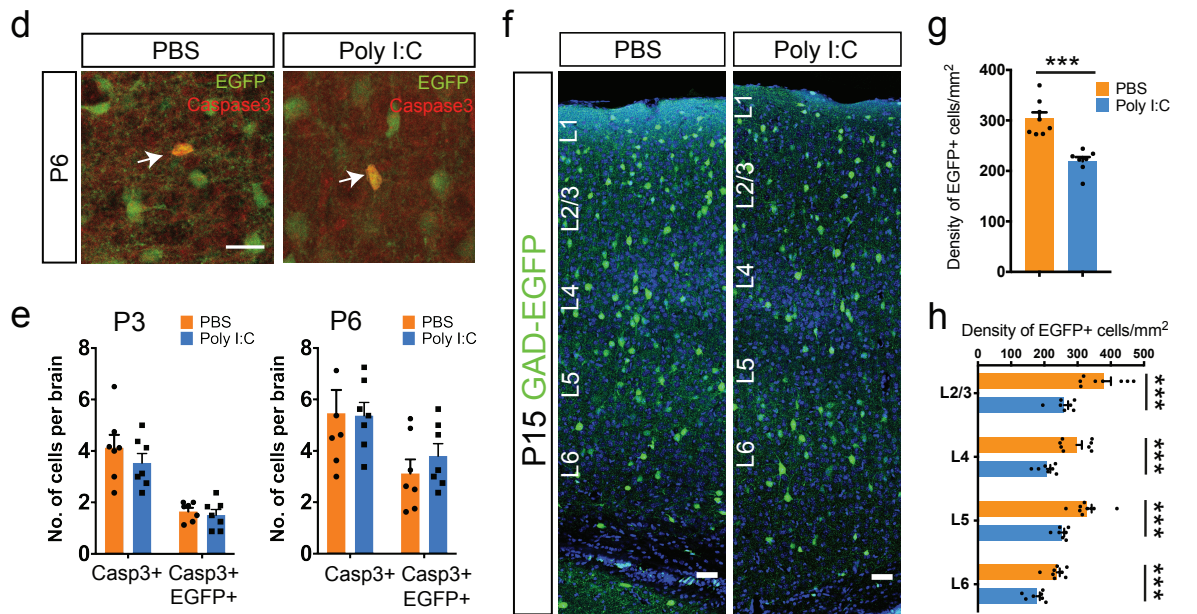 d
PBS
Poly I:C
P6
EGFP
Caspase3
EGFP
Caspase3
e
P3
PBS
Poly I:C
No. of cells per brain
8
6
4
2
0
Casp3+
Casp3+
EGFP+
P6
PBS
Poly I:C
No. of cells per brain
8
6
4
2
0
Casp3+
Casp3+
EGFP+
f
PBS
Poly I:C
P15 GAD-EGFP
L1
L2/3
L4
L5
L6
L1
L2/3
L4
L5
L6
g
***
PBS
Poly I:C
Density of EGFP+ cells/mm²
400
300
200
100
0
h
Density of EGFP+ cells/mm²
0 100 200 300 400 500
L2/3
***
L4
***
L5
***
L6
***